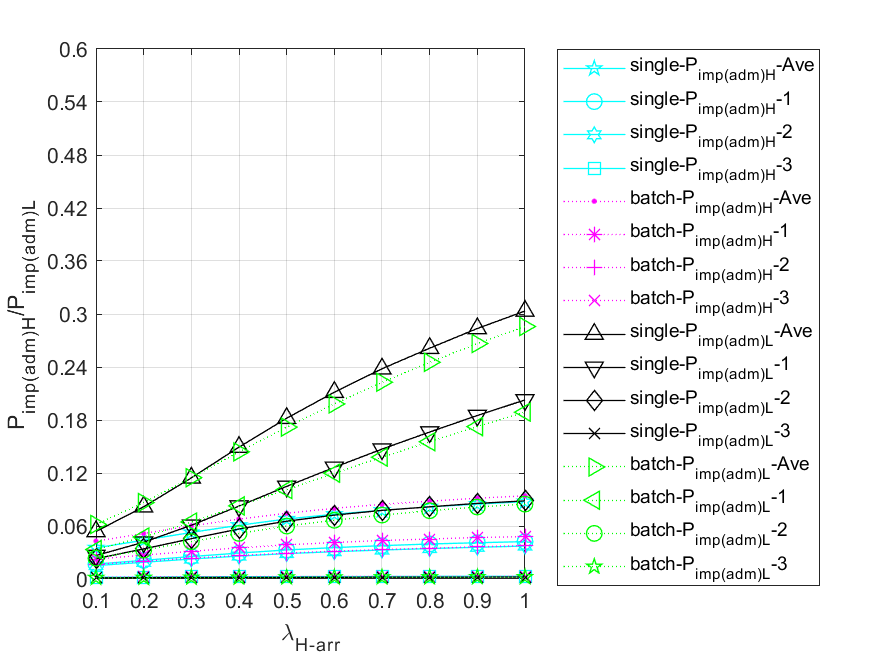 P_imp(adm)H/P_imp(adm)L
0.6
0.54
0.48
0.42
0.36
0.3
0.24
0.18
0.12
0.06
0
0.1 0.2 0.3 0.4 0.5 0.6 0.7 0.8 0.9 1
λ_H-arr
single-P_imp(adm)H-Ave
single-P_imp(adm)H-1
single-P_imp(adm)H-2
single-P_imp(adm)H-3
batch-P_imp(adm)H-Ave
batch-P_imp(adm)H-1
batch-P_imp(adm)H-2
batch-P_imp(adm)H-3
single-P_imp(adm)L-Ave
single-P_imp(adm)L-1
single-P_imp(adm)L-2
single-P_imp(adm)L-3
batch-P_imp(adm)L-Ave
batch-P_imp(adm)L-1
batch-P_imp(adm)L-2
batch-P_imp(adm)L-3